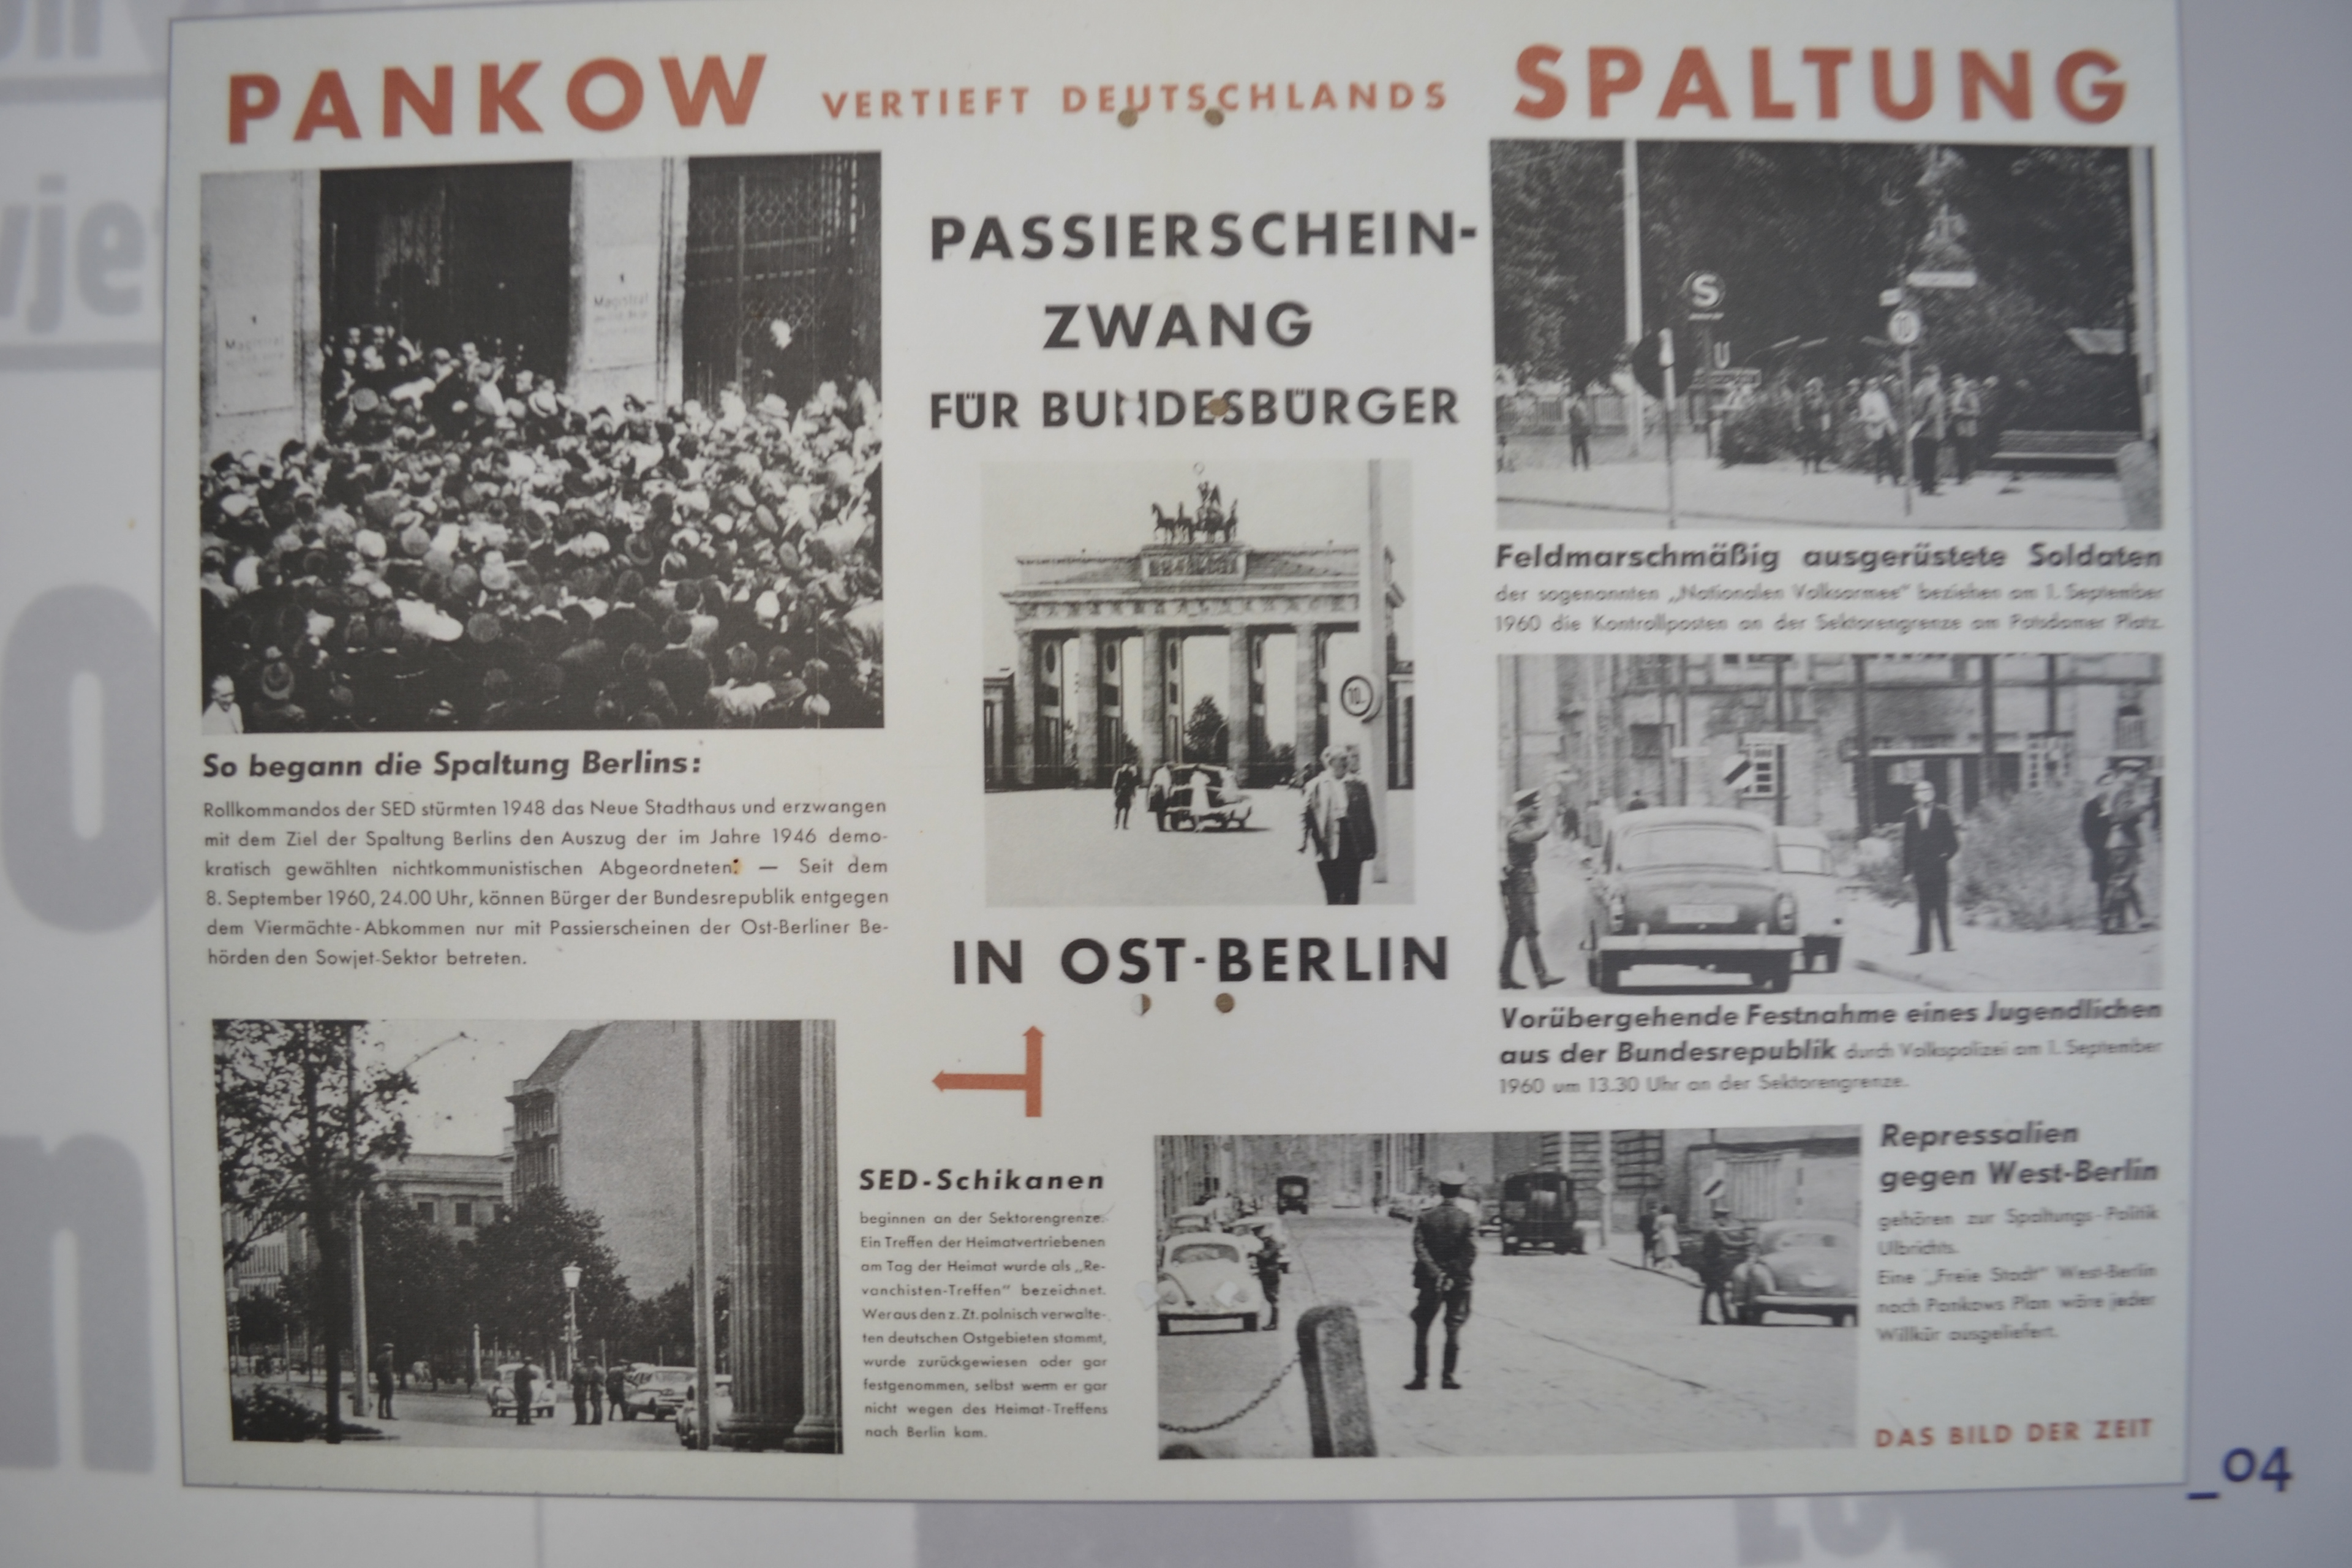 PANKOW VERTIEFT DEUTSCHLANDS SPALTUNG
PASSIERSCHEIN-
ZWANG
FÜR BUNDESBÜRGER
IN OST-BERLIN
1
Magistrat
1
Magistrat
So begann die Spaltung Berlins:
Rollkommandos der SED stürmten 1948 das Neue Stadthaus und erzwangen
mit dem Ziel der Spaltung Berlins den Auszug der im Jahre 1946 demo-
kratisch gewählten nichtkommunistischen Abgeordneten. — Seit dem
8. September 1960, 24.00 Uhr, können Bürger der Bundesrepublik entgegen
dem Viermächte-Abkommen nur mit Passierscheinen der Ost-Berliner Be-
hörden den Sowjet-Sektor betreten.
SED-Schikanen
beginnen an der Sektorengrenze.
Ein Treffen der Heimatvertriebenen
am Tag der Heimat wurde als „Re-
vanchisten-Treffen" bezeichnet.
Wer aus den z. Zt. polnisch verwalte-
ten deutschen Ostgebieten stammt,
wurde zurückgewiesen oder gar
festgenommen, selbst wenn er gar
nicht wegen des Heimat-Treffens
nach Berlin kam.
10
S
U
10
Feldmarschmäßig ausgerüstete Soldaten
der sogenannten „Nationalen Volksarmee" beziehen am 1. September
1960 die Kontrollposten an der Sektorengrenze am Potsdamer Platz.
Vorübergehende Festnahme eines Jugendlichen
aus der Bundesrepublik durch Volkspolizei am 1. September
1960 um 13.30 Uhr an der Sektorengrenze.
Repressalien
gegen West-Berlin
gehören zur Spaltungs-Politik
Ulbrichts.
Eine „Freie Stadt" West-Berlin
nach Pankows Plan wäre jeder
Willkür ausgeliefert.
DAS BILD DER ZEIT
_04